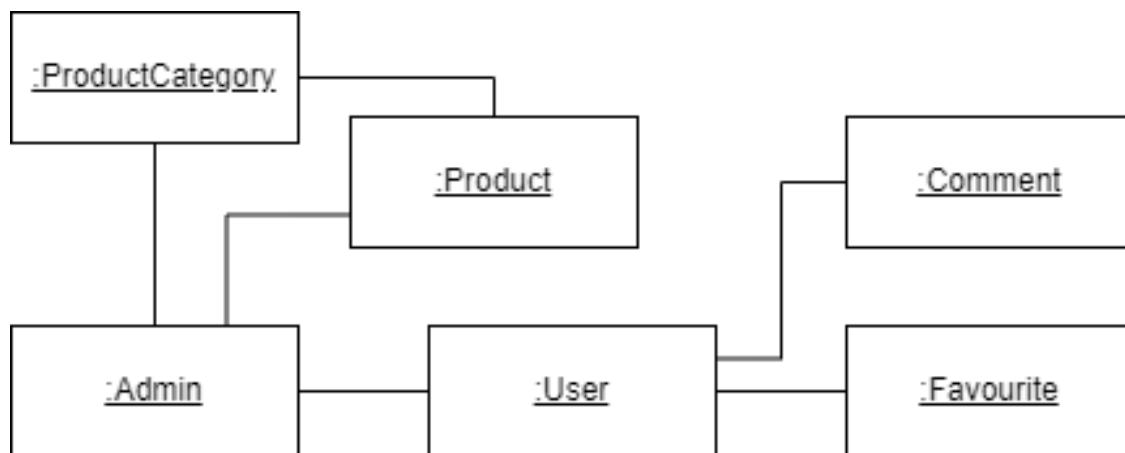 :ProductCategory
:Product
:Comment
:Admin
:User
:Favourite